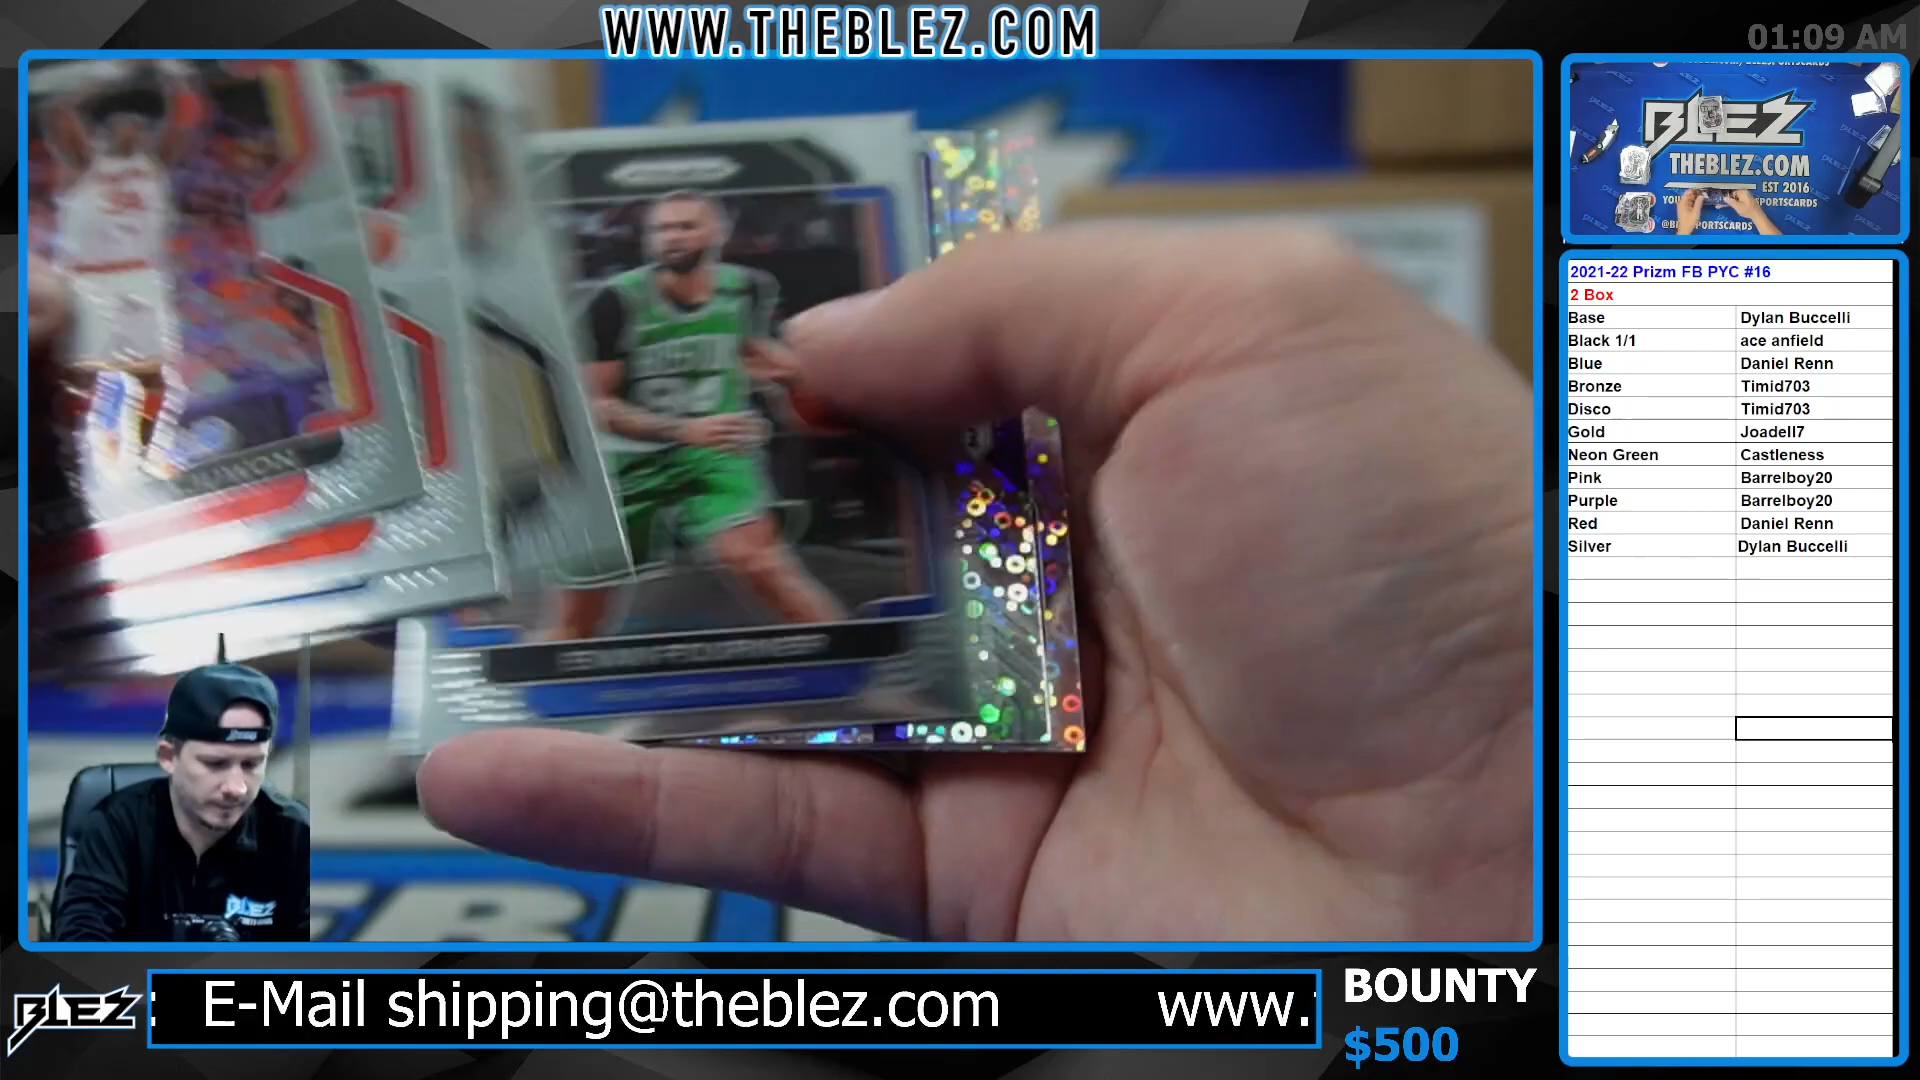 WWW.THEBLEZ.COM
01:09 AM
BLEZ
THEBLEZ.COM
EST 2016
2021-22 Prizm FB PYC #16
2 Box
Base Dylan Buccelli
Black 1/1 ace anfield
Blue Daniel Renn
Bronze Timid703
Disco Timid703
Gold Joadell7
Neon Green Castleness
Pink Barrelboy20
Purple Barrelboy20
Red Daniel Renn
Silver Dylan Buccelli
BLEZ
BLEZ
: E-Mail shipping@theblez.com www.
BOUNTY
$500